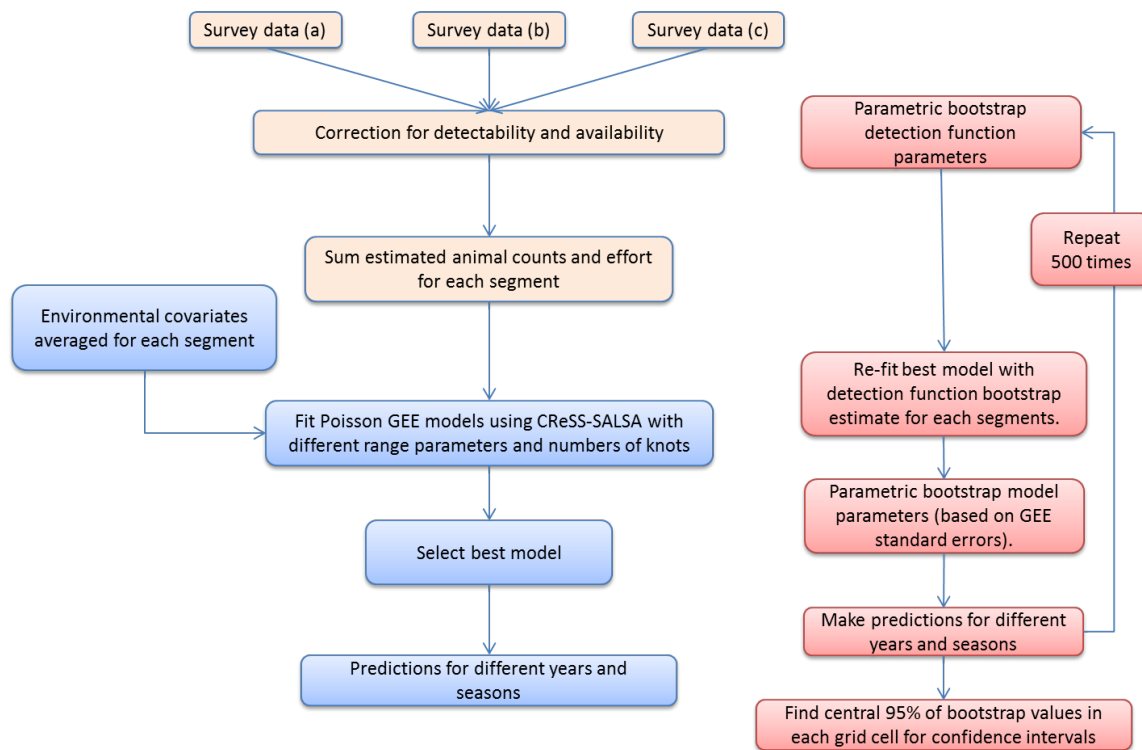 Survey data (a)
Survey data (b)
Survey data (c)
Correction for detectability and availability
Sum estimated animal counts and effort
for each segment
Environmental covariates
averaged for each segment
Fit Poisson GEE models using CReSS-SALSA with
different range parameters and numbers of knots
Select best model
Predictions for different years and
seasons
Parametric bootstrap
detection function
parameters
Repeat
500 times
Re-fit best model with
detection function bootstrap
estimate for each segments.
Parametric bootstrap model
parameters (based on GEE
standard errors).
Make predictions for different
years and seasons
Find central 95% of bootstrap values in
each grid cell for confidence intervals